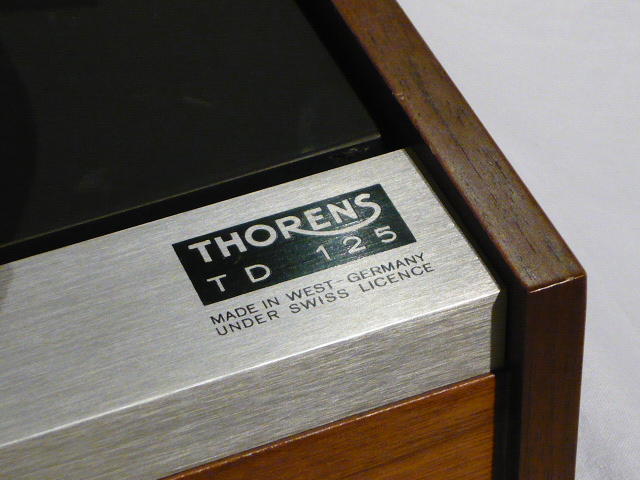 THORENS
TD 125
MADE IN WEST-GERMANY
UNDER SWISS LICENCE